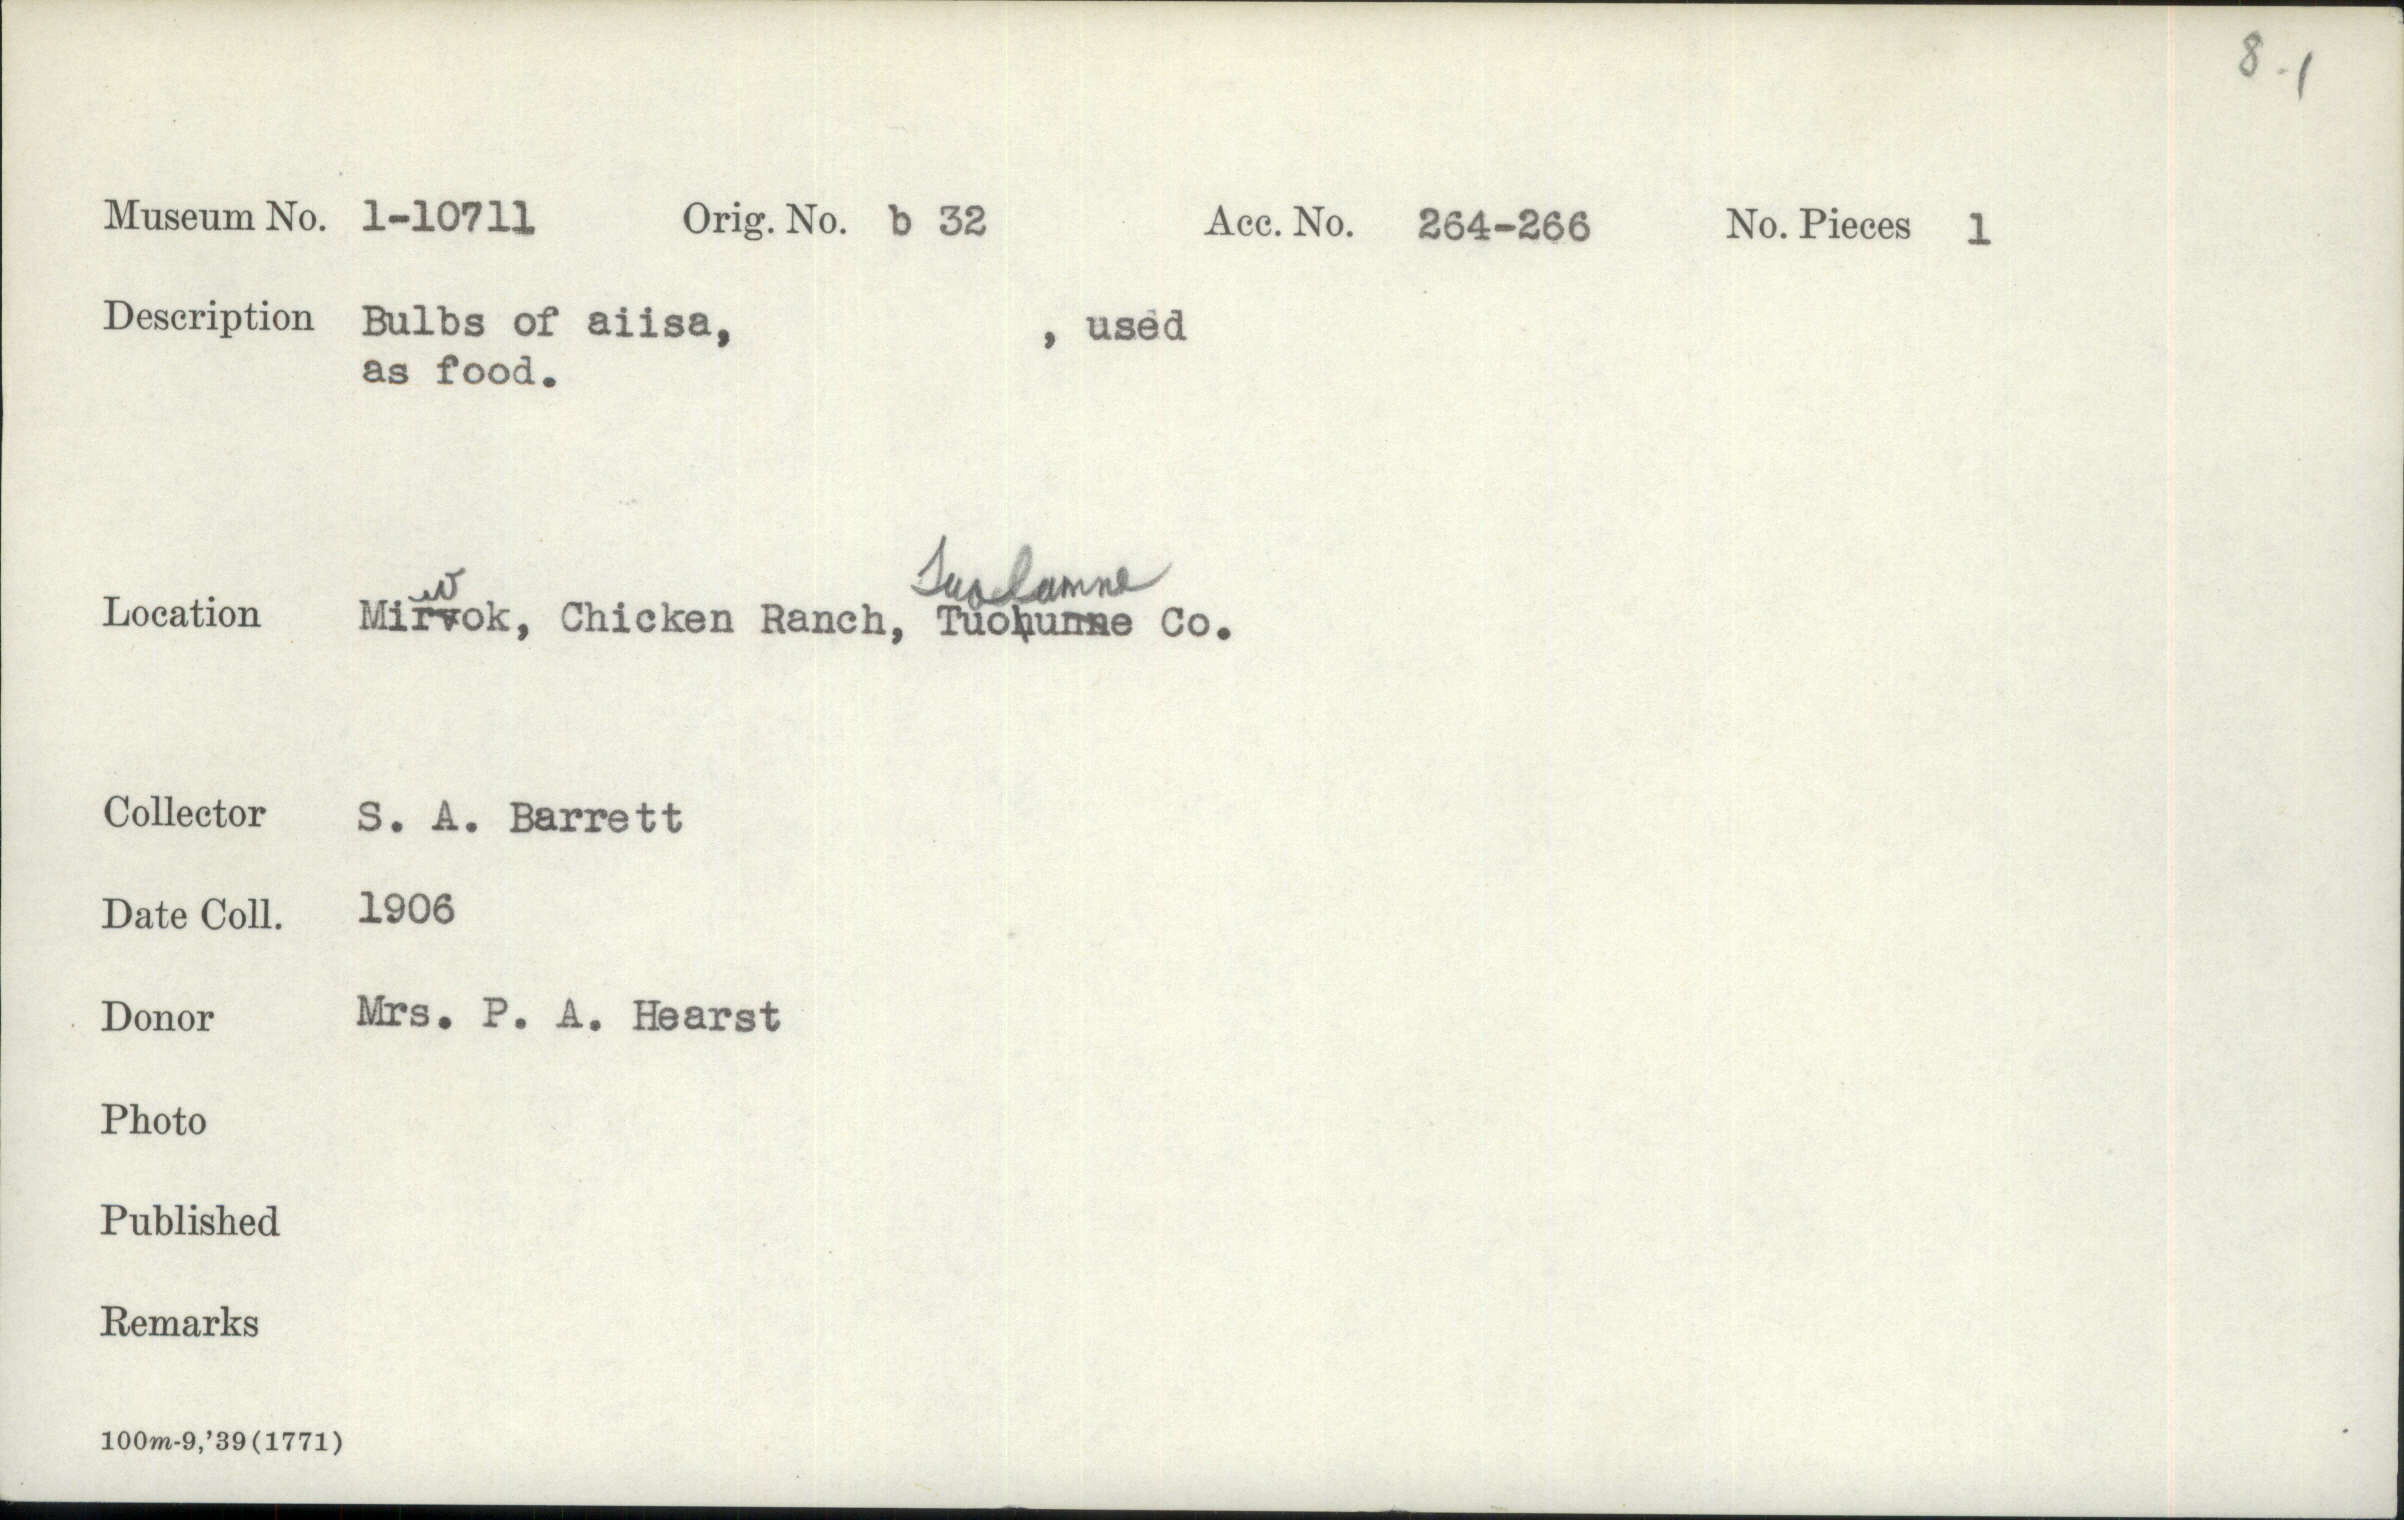 8-1
Museum No. 1-10711 Orig. No. b 32 Acc. No. 264-266 No. Pieces 1
Description Bulbs of aiisa, , used
as food.
w Tuolumne
Location Mirvok, Chicken Ranch, Tuohunne Co.
Collector S. A. Barrett
Date Coll. 1906
Donor Mrs. P. A. Hearst
Photo
Published
Remarks
100m-9,'39(1771)